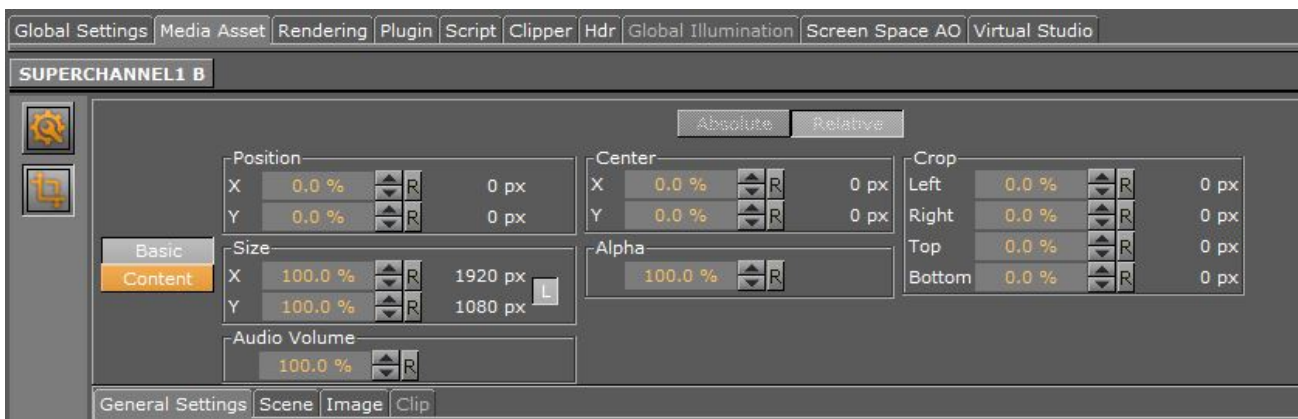 Global Settings Media Asset Rendering Plugin Script Clipper Hdr Global Illumination Screen Space AO Virtual Studio
SUPERCHANNEL1 B
Absolute Relative
Position Center Crop
X 0.0 % R 0 px X 0.0 % R 0 px Left 0.0 % R 0 px
Y 0.0 % R 0 px Y 0.0 % R 0 px Right 0.0 % R 0 px
Basic Size Alpha Top 0.0 % R 0 px
Content X 100.0 % R 1920 px L 100.0 % R Bottom 0.0 % R 0 px
Y 100.0 % R 1080 px
Audio Volume
100.0 % R
General Settings Scene Image Clip